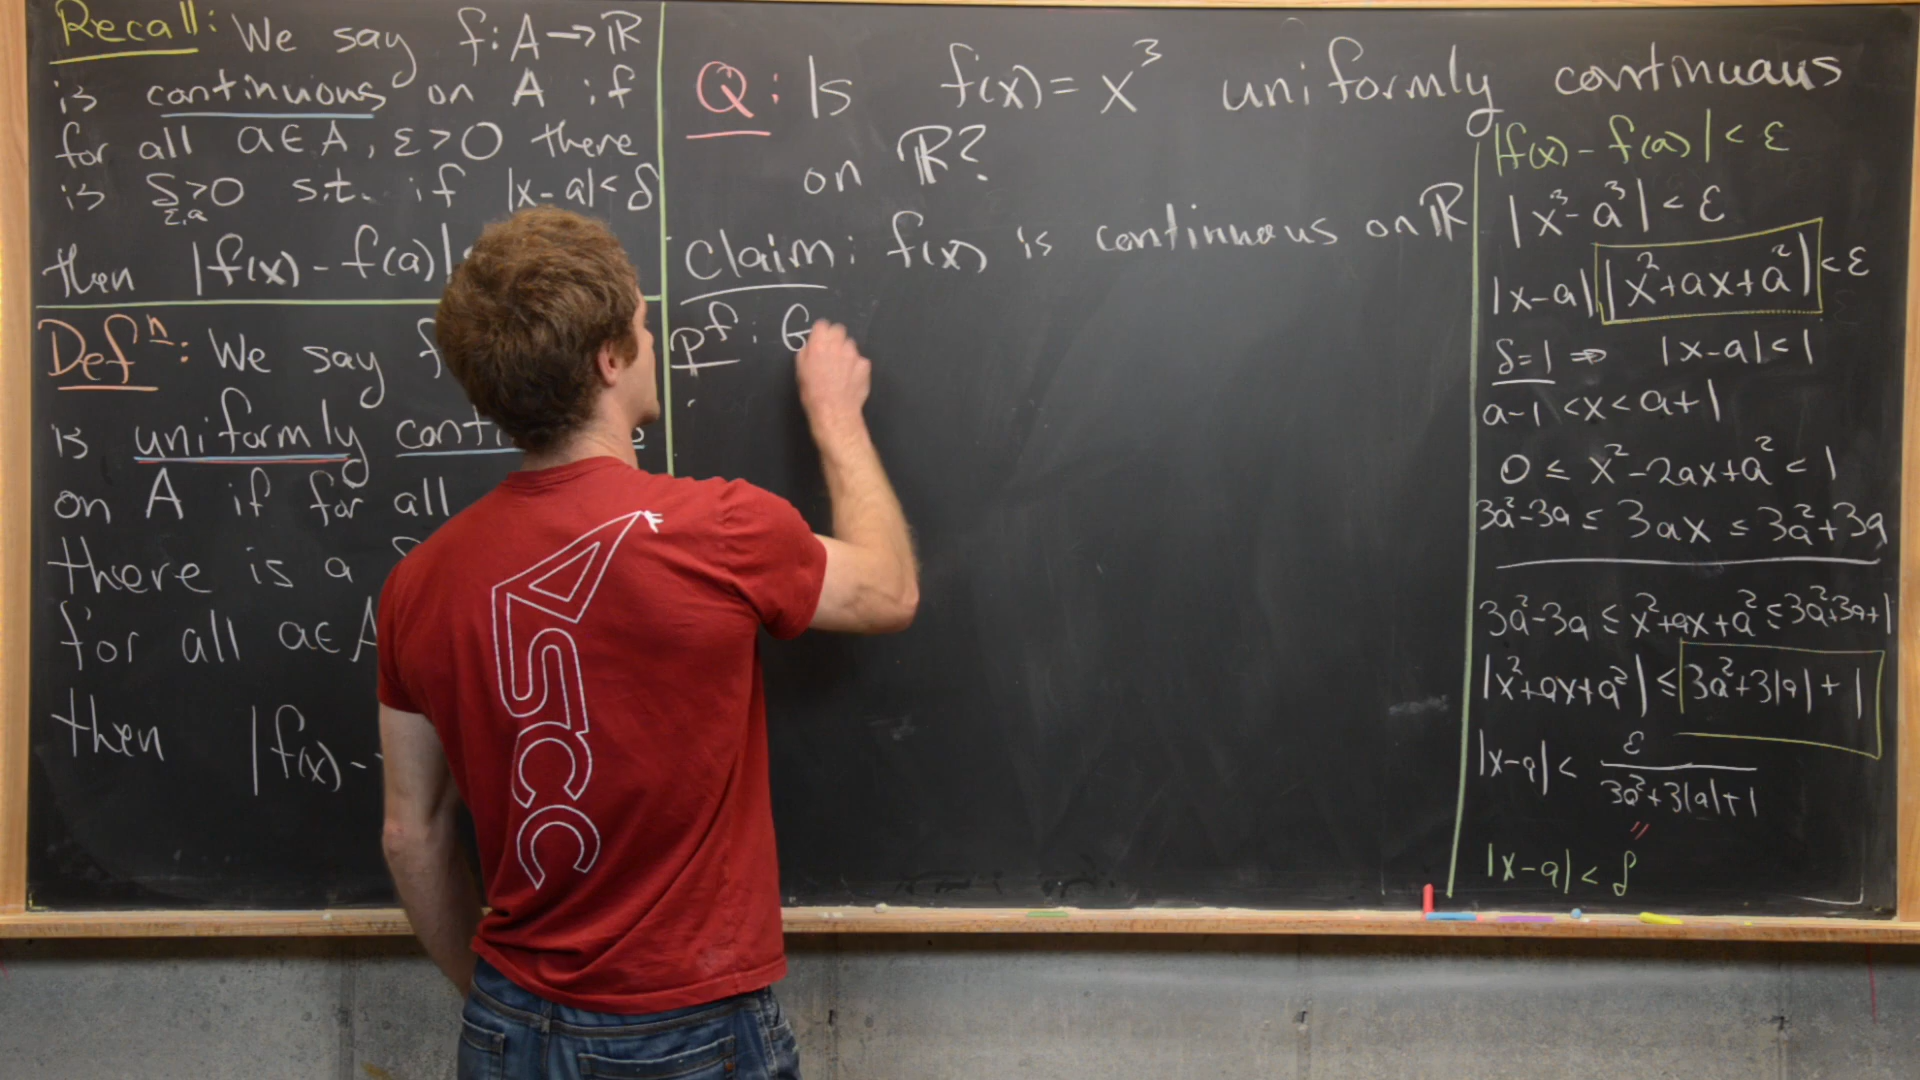 Recall: We say f: A → ℝ
is continuous on A if
for all a ∈ A, ε > 0 there
is δ > 0 s.t. if |x-a| < δ
ε,a
then |f(x) - f(a)|
Defⁿ: We say f
is uniformly
on A if for all
there is a
for all a ∈ A
then |f(x) -
Q: Is f(x) = x³ uniformly continuous
on ℝ?
Claim: f(x) is continuous on ℝ
pf: G
|f(x) - f(a)| < ε
|x³ - a³| < ε
|x-a| |x²+ax+a²| < ε
δ=1 ⇒ |x-a| < 1
a-1 < x < a+1
0 ≤ x²-2ax+a² < 1
3a²-3a ≤ 3ax ≤ 3a²+3a
3a²-3a ≤ x²+ax+a² ≤ 3a²+3a+1
|x²+ax+a²| ≤ 3a²+3|a|+1
|x-a| < ε / (3a²+3|a|+1)
"
|x-a| < δ
ASCC